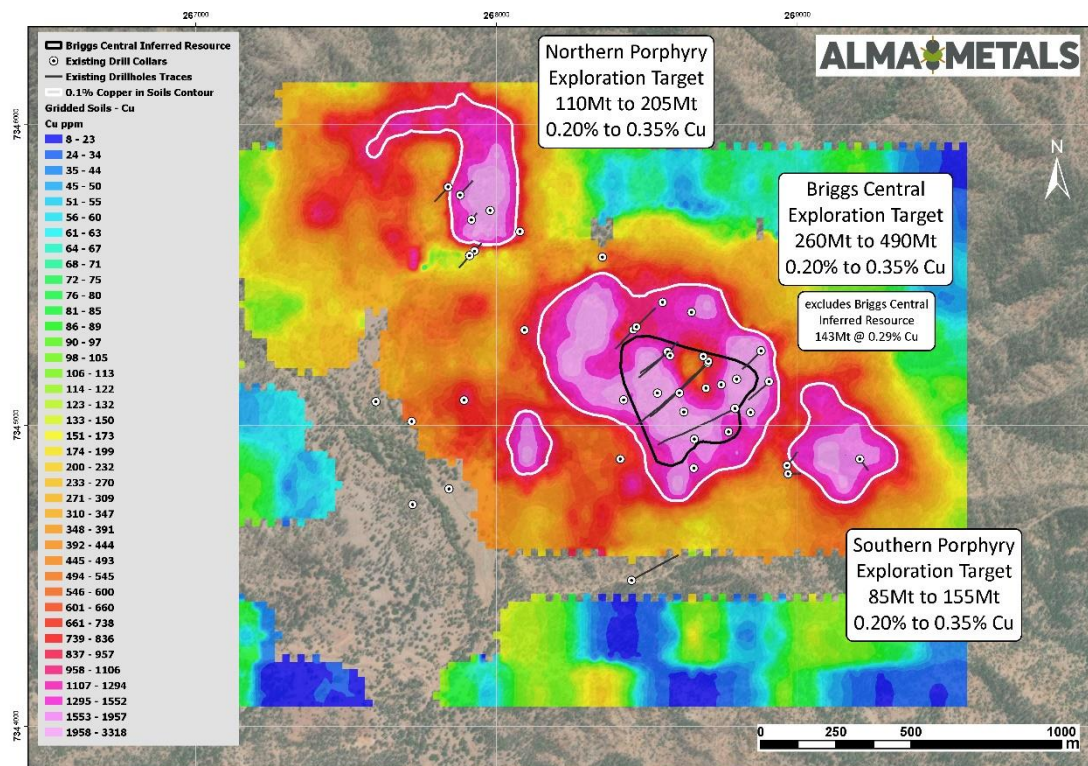 267000
268000
269000
7346000
7345000
7344000
Briggs Central Inferred Resource
Existing Drill Collars
Existing Drillholes Traces
0.1% Copper in Soils Contour
Gridded Soils - Cu
Cu ppm
8 - 23
24 - 34
35 - 44
45 - 50
51 - 55
56 - 60
61 - 63
64 - 67
68 - 71
72 - 75
76 - 80
81 - 85
86 - 89
90 - 97
98 - 105
106 - 113
114 - 122
123 - 132
133 - 150
151 - 173
174 - 199
200 - 232
233 - 270
271 - 309
310 - 347
348 - 391
392 - 444
445 - 493
494 - 545
546 - 600
601 - 660
661 - 738
739 - 836
837 - 957
958 - 1106
1107 - 1294
1295 - 1552
1553 - 1957
1958 - 3318
Northern Porphyry
Exploration Target
110Mt to 205Mt
0.20% to 0.35% Cu
ALMA METALS
N
Briggs Central
Exploration Target
260Mt to 490Mt
0.20% to 0.35% Cu
excludes Briggs Central
Inferred Resource
143Mt @ 0.29% Cu
Southern Porphyry
Exploration Target
85Mt to 155Mt
0.20% to 0.35% Cu
0 250 500 1000
m